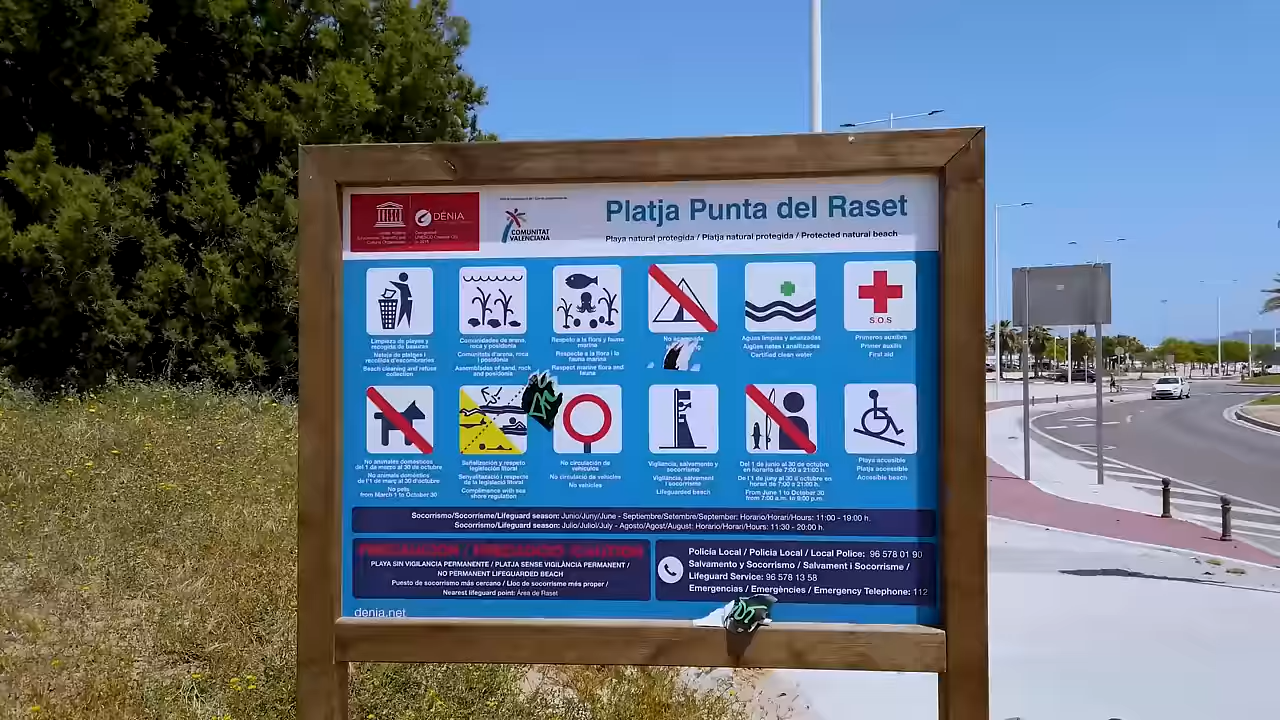 DÉNIA
COMUNITAT
VALENCIANA
Platja Punta del Raset
Playa natural protegida / Platja natural protegida / Protected natural beach
Limpieza de playas y
recogida de basuras
Neteja de platges i
recollida d'escombraries
Beach cleaning and refuse
collection
Comunidades de arena,
roca y posidonia
Comunitats d'arena, roca
i posidonia
Assemblages of sand, rock
and posidonia
Respeto a la flora y fauna
marina
Respecte a la flora i la
fauna marina
Respect marine flora and
fauna
No
Aguas limpias y analizadas
Aigües netes i analitzades
Certified clean water
S.O.S
Primeros auxilios
Primer auxilis
First aid
No animales domésticos
del 1 de marzo al 30 de octubre
No animals domèstics
de l'1 de març al 30 d'octubre
No pets
from March 1 to October 30
Señalización y respeto
legislación litoral
Senyalització i respecte
de la legislació litoral
Compliance with sea
shore regulation
No circulación de
vehículos
No circulació de vehicles
No vehicles
Vigilancia, salvamento y
socorrismo
Vigilància, salvament
i socorrisme
Lifeguarded beach
Del 1 de junio al 30 de octubre
en horario de 7:00 a 21:00 h.
De l'1 de juny al 30 d'octubre
en horari de 7:00 a 21:00 h.
From June 1 to October 30
from 7:00 a.m. to 9:00 p.m.
Playa accesible
Platja accessible
Accesible beach
Socorrismo/Socorrisme/Lifeguard season: Junio/Juny/June - Septiembre/Setembre/September: Horario/Horari/Hours: 11:00 - 19:00 h.
Socorrismo/Socorrisme/Lifeguard season: Julio/Juliol/July - Agosto/Agost/August: Horario/Horari/Hours: 11:30 - 20:00 h.
PRECAUCIÓN / PRECAUCIÓ / CAUTION
PLAYA SIN VIGILANCIA PERMANENTE / PLATJA SENSE VIGILÀNCIA PERMANENT /
NO PERMANENT LIFEGUARDED BEACH
Puesto de socorrismo más cercano / Lloc de socorrisme més proper /
Nearest lifeguard point: Área de Raset
Policía Local / Policia Local / Local Police: 96 578 01 90
Salvamento y Socorrismo / Salvament i Socorrisme /
Lifeguard Service: 96 578 13 58
Emergencias / Emergències / Emergency Telephone: 112
denia.net